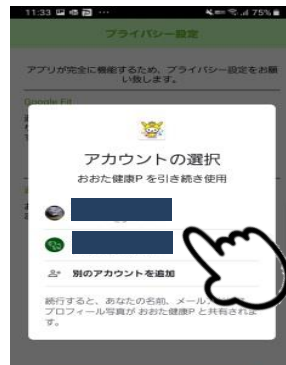 11:33
75%
プライバシー設定
アプリが完全に機能するため、プライバシー設定をお願
い致します。
Google Fit
アカウントの選択
おおた健康P を引き続き使用
別のアカウントを追加
続行すると、あなたの名前、メールア
プロフィール写真が おおた健康P と共有されま
す。